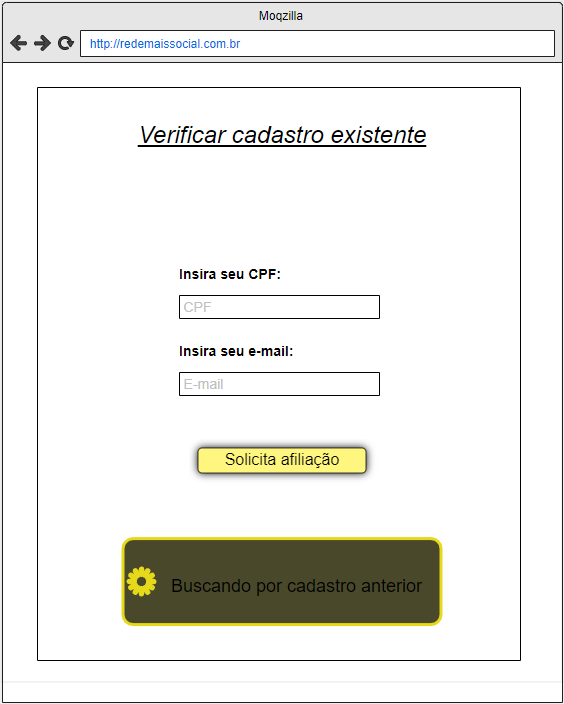 Moqzilla
http://redemaissocial.com.br
Verificar cadastro existente
Insira seu CPF:
CPF
Insira seu e-mail:
E-mail
Solicita afiliação
Buscando por cadastro anterior